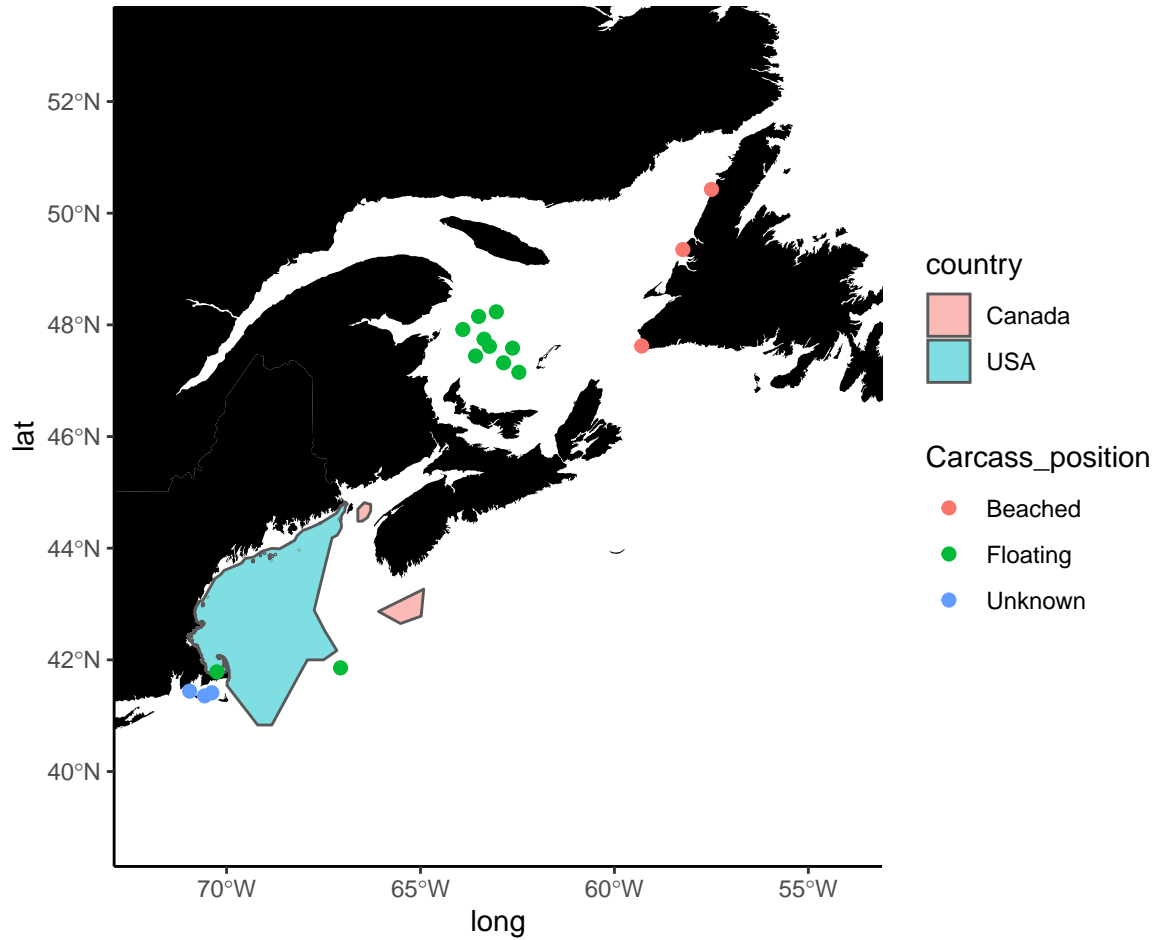 52°N
50°N
48°N
46°N
44°N
42°N
40°N
lat
70°W 65°W 60°W 55°W
long
country
Canada
USA
Carcass_position
Beached
Floating
Unknown